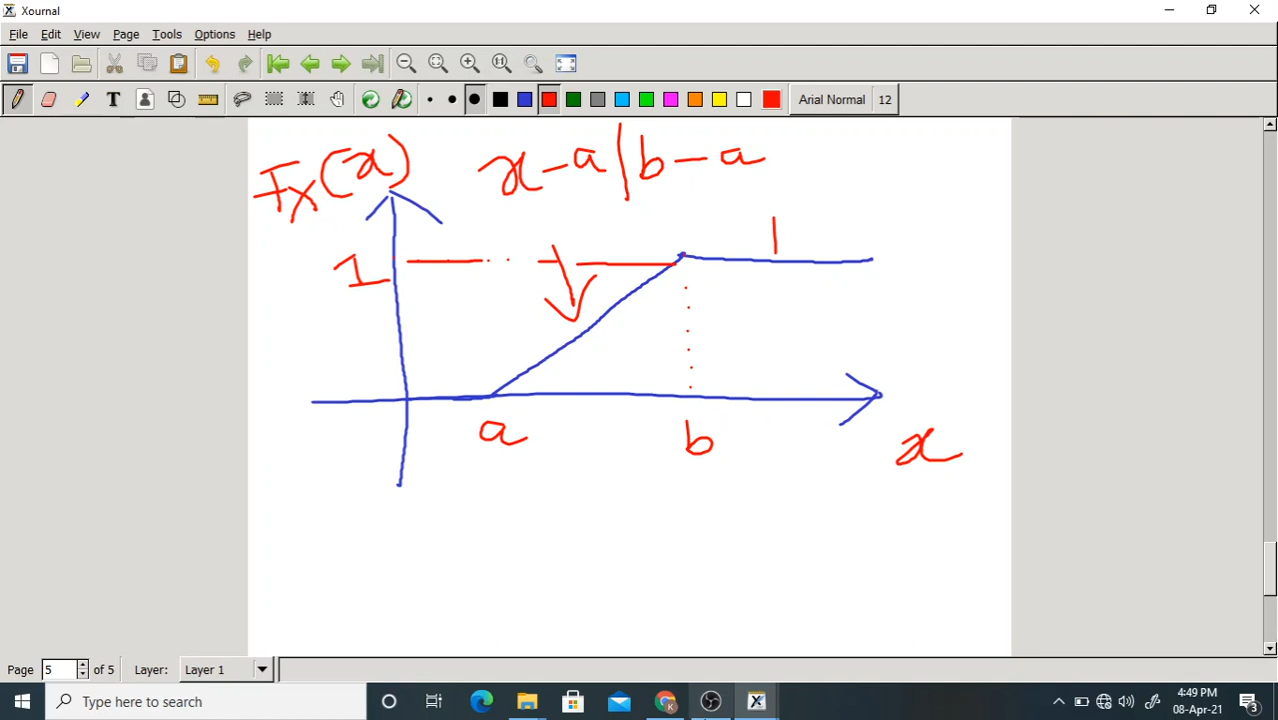 Xournal
File Edit View Page Tools Options Help
Arial Normal 12
Fx(x) x-a|b-a
1
1
a b
x
Page 5 of 5 Layer: Layer 1
Type here to search
4:49 PM
08-Apr-21
3